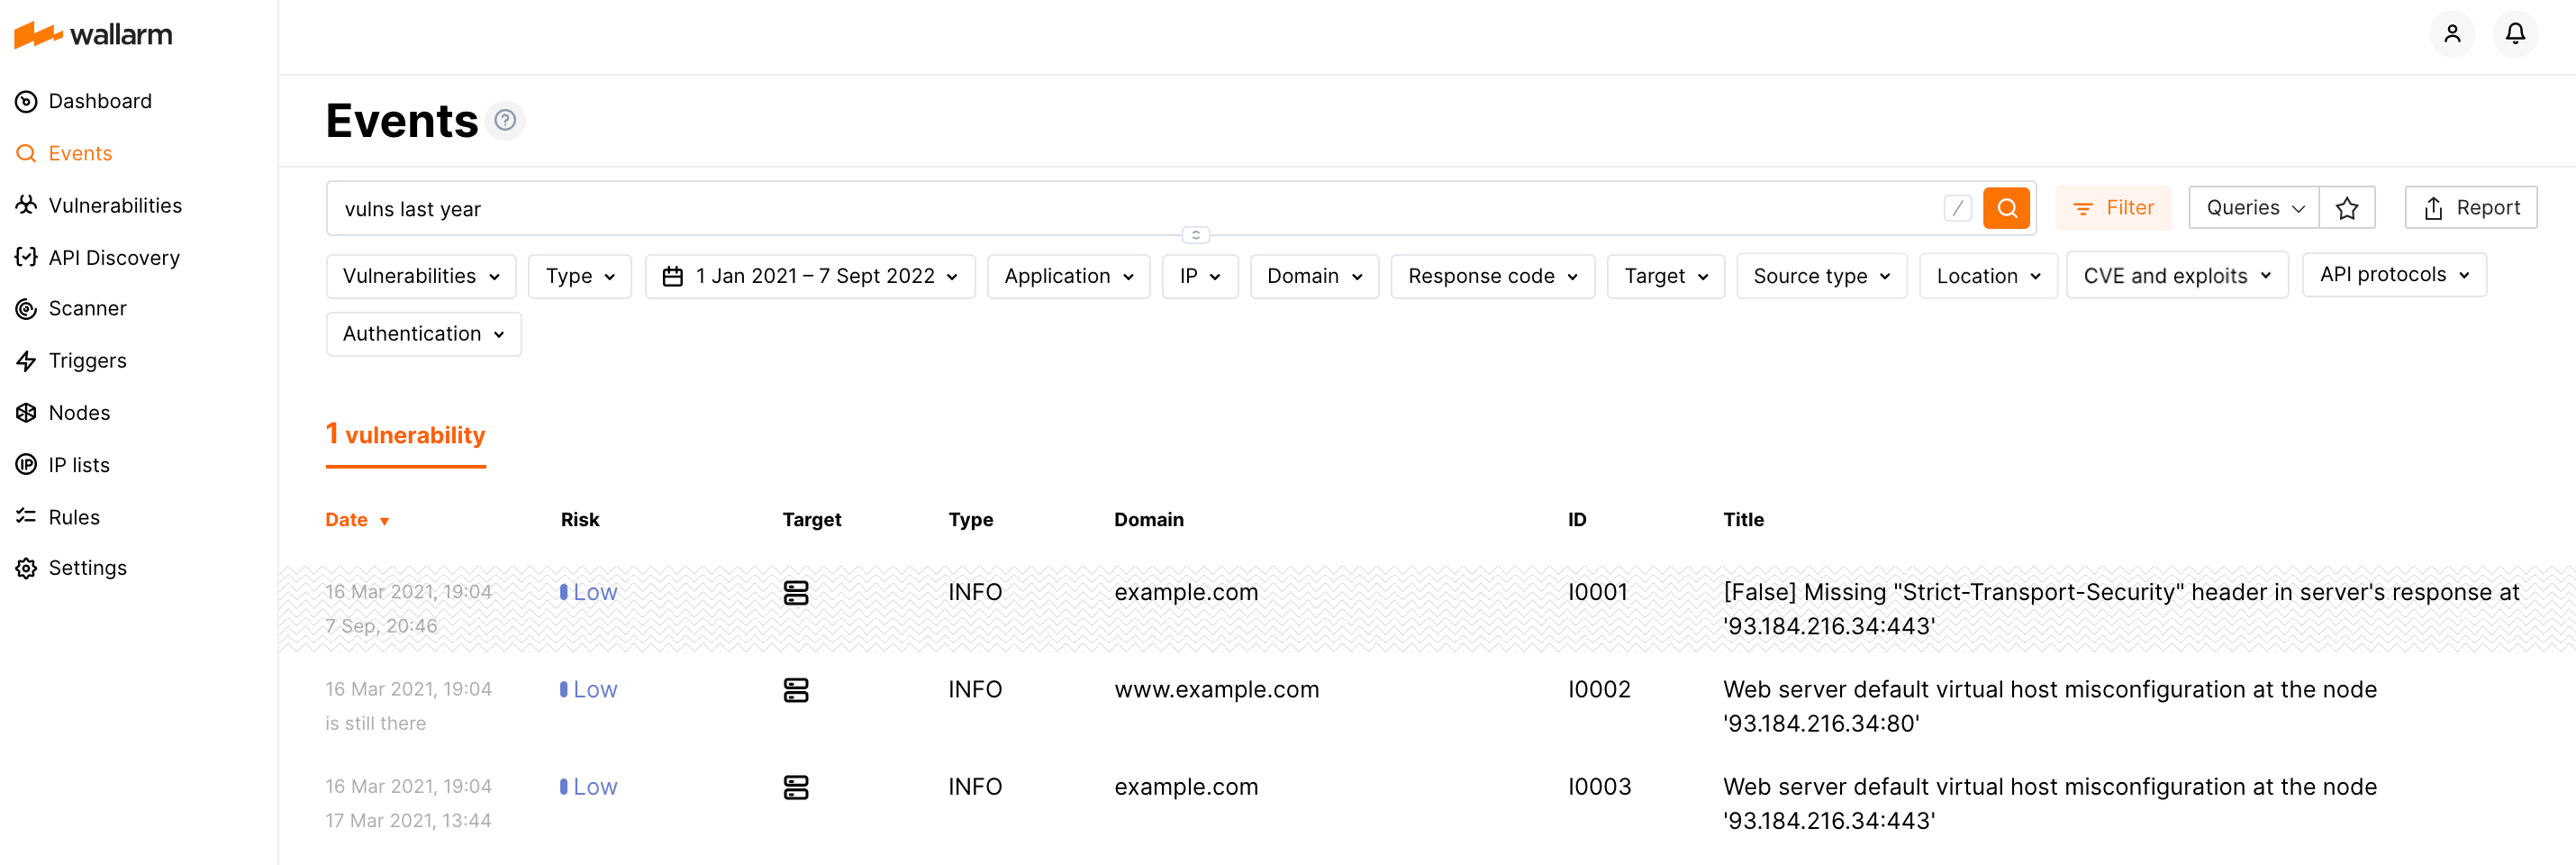 wallarm
Dashboard
Events
Vulnerabilities
API Discovery
Scanner
Triggers
Nodes
IP lists
Rules
Settings
Events ?
vulns last year /
Filter Queries Report
Vulnerabilities Type 1 Jan 2021 – 7 Sept 2022 Application IP Domain Response code Target Source type Location CVE and exploits API protocols
Authentication
1 vulnerability
Date Risk Target Type Domain ID Title
16 Mar 2021, 19:04 Low INFO example.com I0001 [False] Missing "Strict-Transport-Security" header in server's response at
7 Sep, 20:46 '93.184.216.34:443'
16 Mar 2021, 19:04 Low INFO www.example.com I0002 Web server default virtual host misconfiguration at the node
is still there '93.184.216.34:80'
16 Mar 2021, 19:04 Low INFO example.com I0003 Web server default virtual host misconfiguration at the node
17 Mar 2021, 13:44 '93.184.216.34:443'